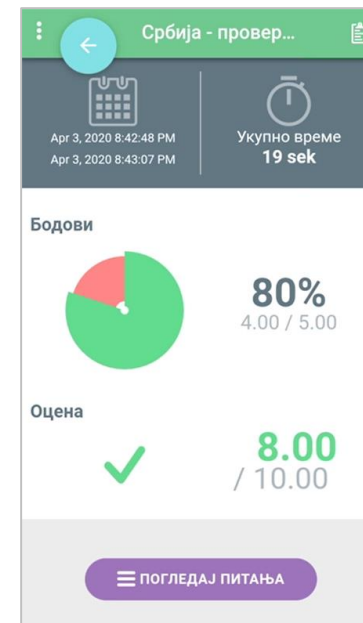 Србија - провер...
Apr 3, 2020 8:42:48 PM
Apr 3, 2020 8:43:07 PM
Укупно време
19 sek
Бодови
80%
4.00 / 5.00
Оцена
8.00
/ 10.00
ПОГЛЕДАЈ ПИТАЊА